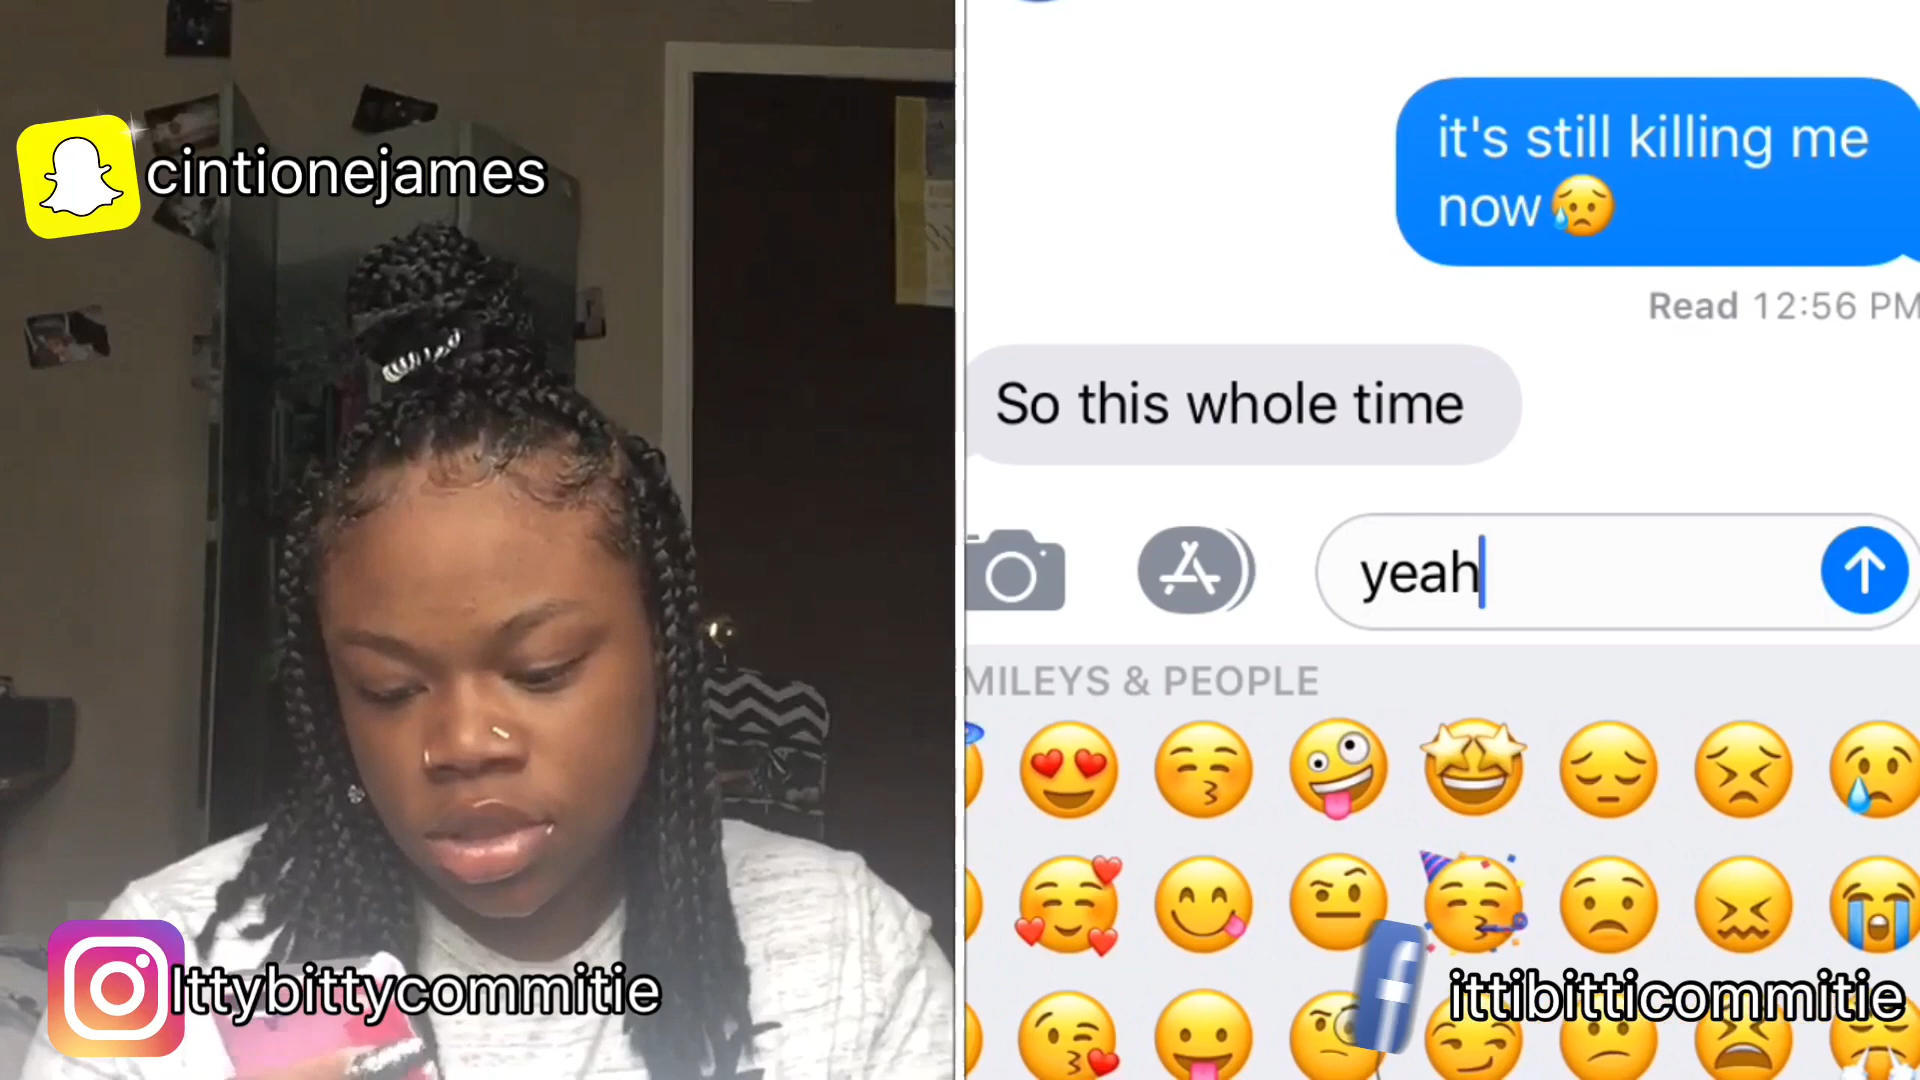 cintionejames
Ittybittycommitie
it's still killing me
now😥
Read 12:56 PM
So this whole time
yeah
MILEYS & PEOPLE
ittibitticommitie